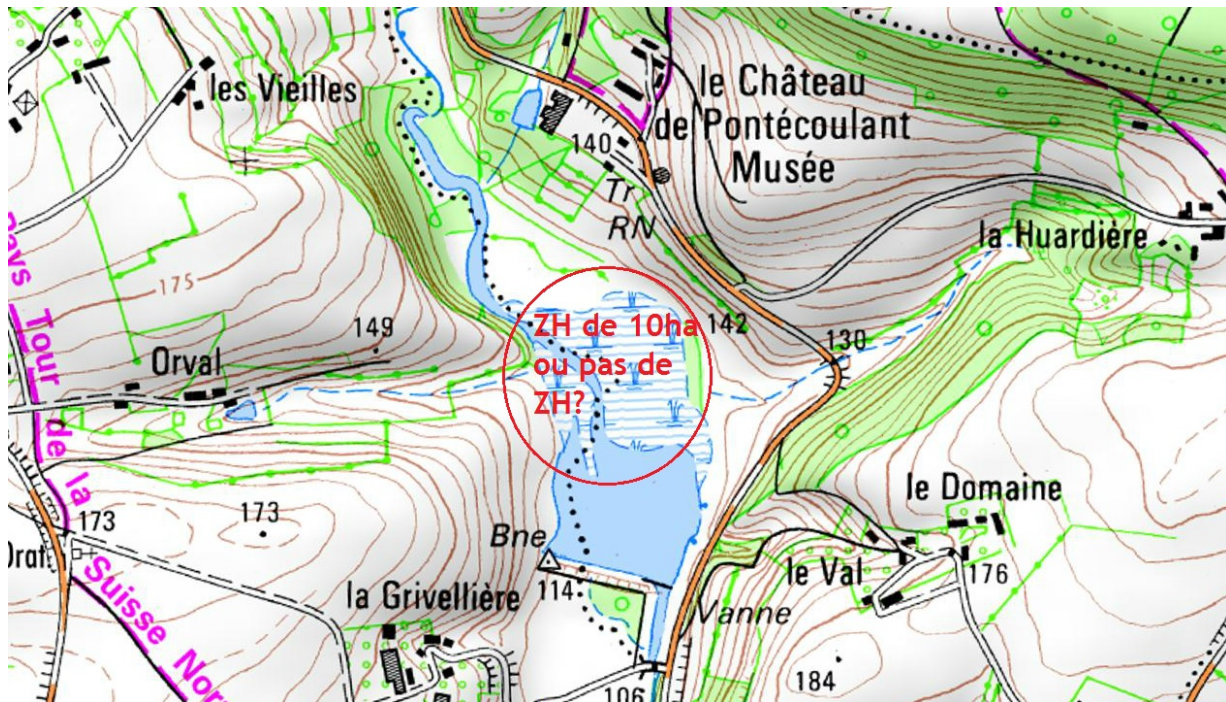 les Vieilles
le Château
de Pontécoulant
Musée
140
Tr
RN
la Huardière
175
149
Orval
ZH de 10ha
ou pas de
ZH?
142
130
Pays Tour de la Suisse Nor
173
173
Orat
Bne
114
la Grivellière
le Domaine
le Val
176
Vanne
106
184